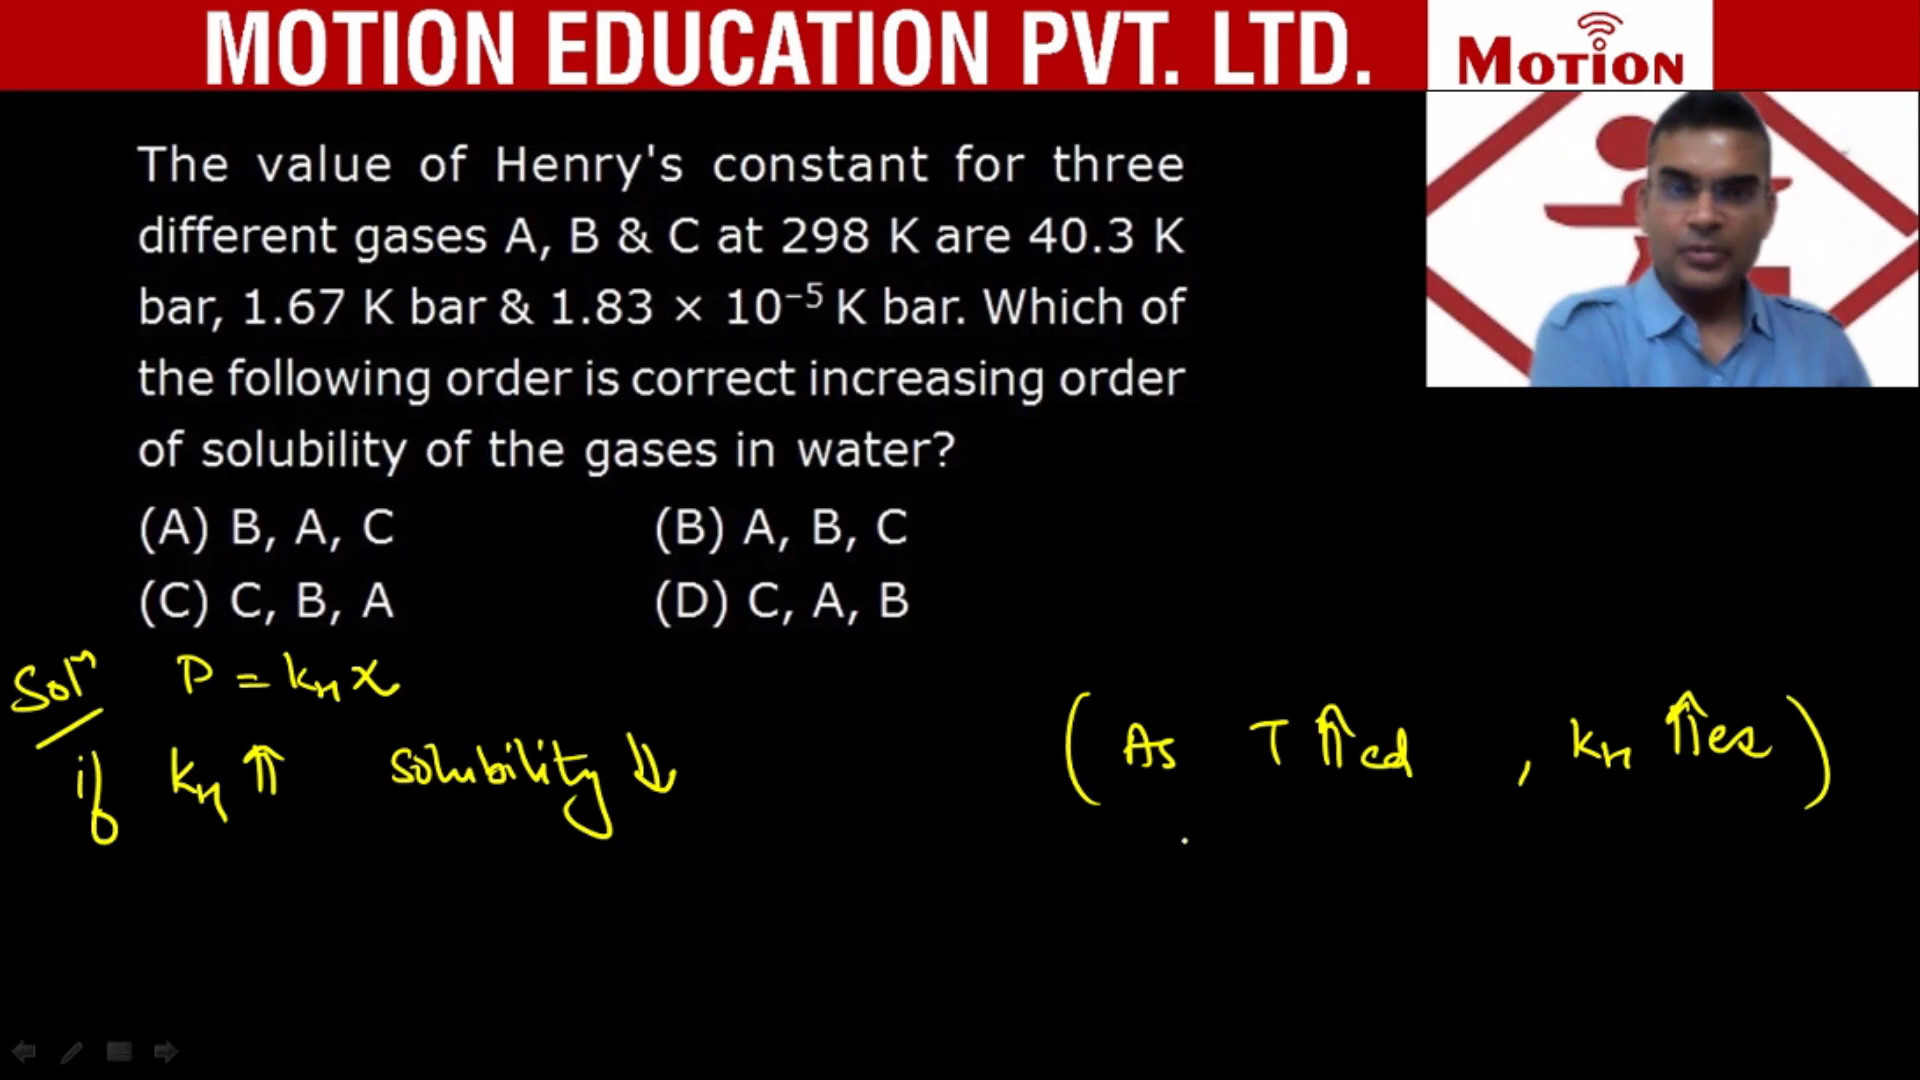 MOTION EDUCATION PVT. LTD.
MOTION
The value of Henry's constant for three
different gases A, B & C at 298 K are 40.3 K
bar, 1.67 K bar & 1.83 × 10⁻⁵ K bar. Which of
the following order is correct increasing order
of solubility of the gases in water?
(A) B, A, C (B) A, B, C
(C) C, B, A (D) C, A, B
Solⁿ P = kH x
if kH ⇑ solubility ⇓
(As T ⇑ed , kH ⇑es)